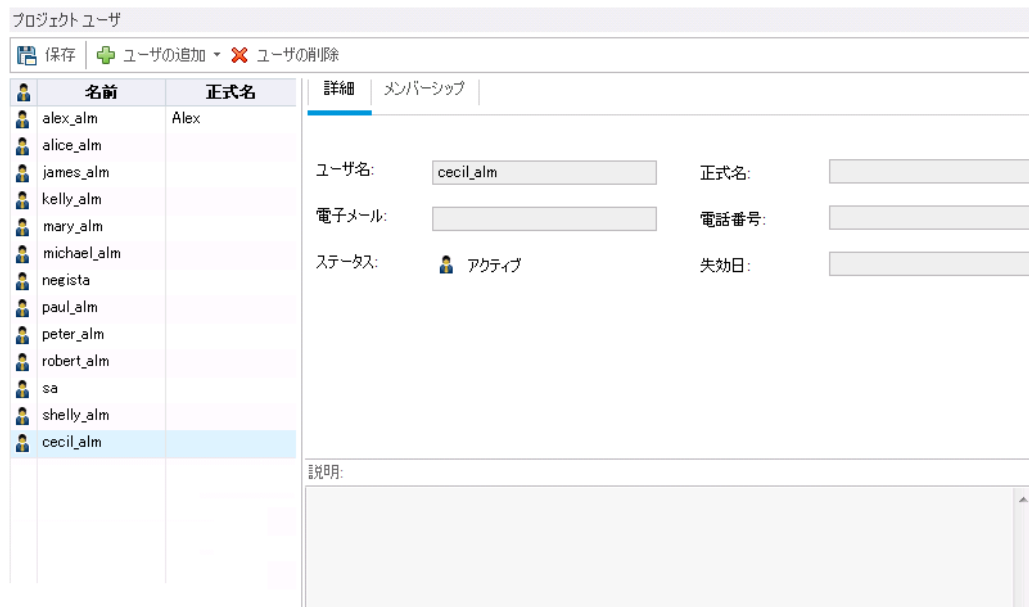 プロジェクト ユーザ
保存 ユーザの追加 ユーザの削除
名前 正式名
alex_alm Alex
alice_alm
james_alm
kelly_alm
mary_alm
michael_alm
negista
paul_alm
peter_alm
robert_alm
sa
shelly_alm
cecil_alm
詳細 メンバーシップ
ユーザ名: cecil_alm 正式名:
電子メール: 電話番号:
ステータス: アクティブ 失効日:
説明: